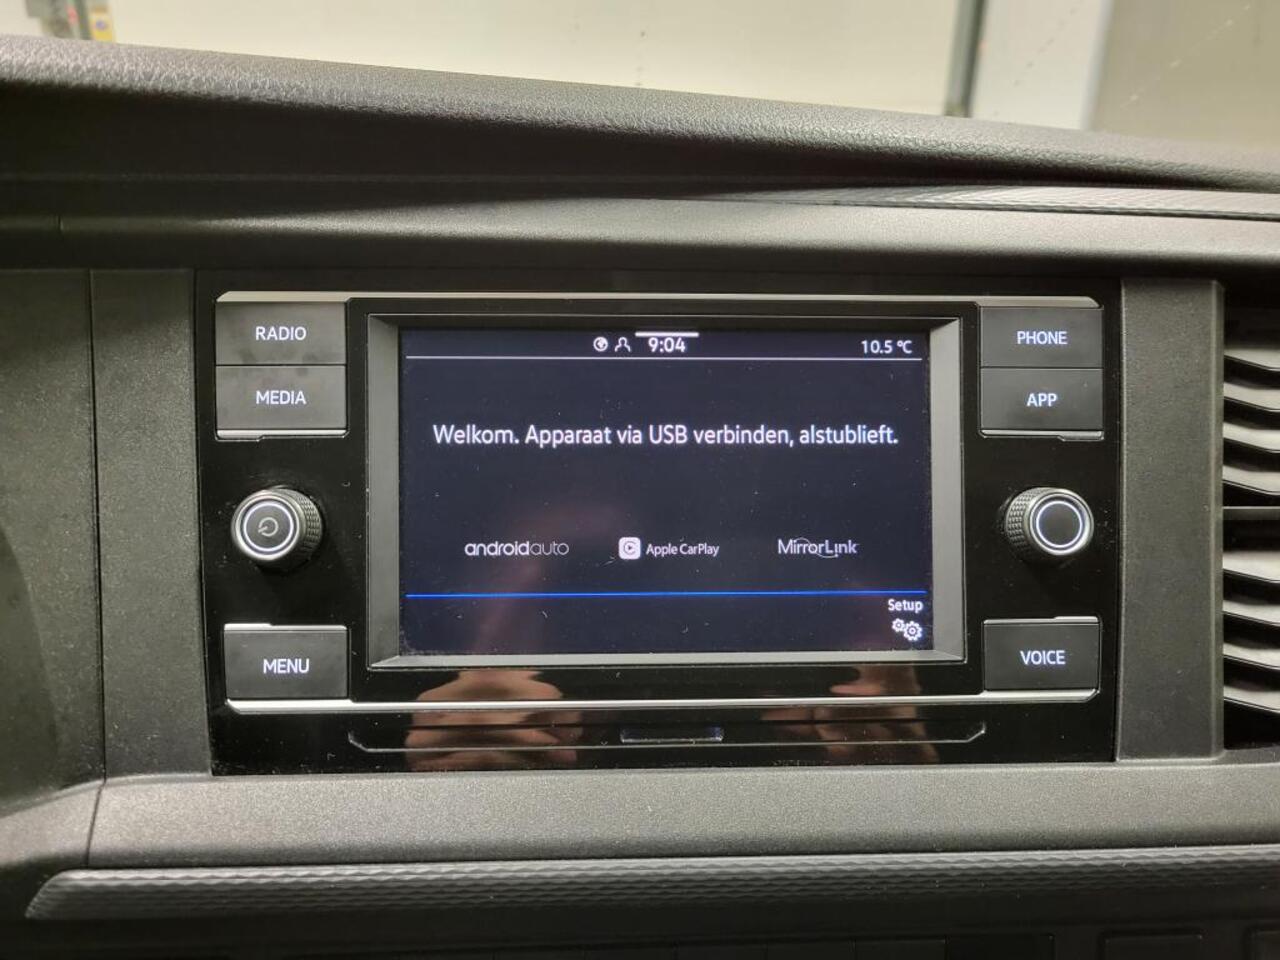 RADIO
MEDIA
MENU
9:04
10.5 °C
Welkom. Apparaat via USB verbinden, alstublieft.
androidauto
Apple CarPlay
MirrorLink
Setup
PHONE
APP
VOICE